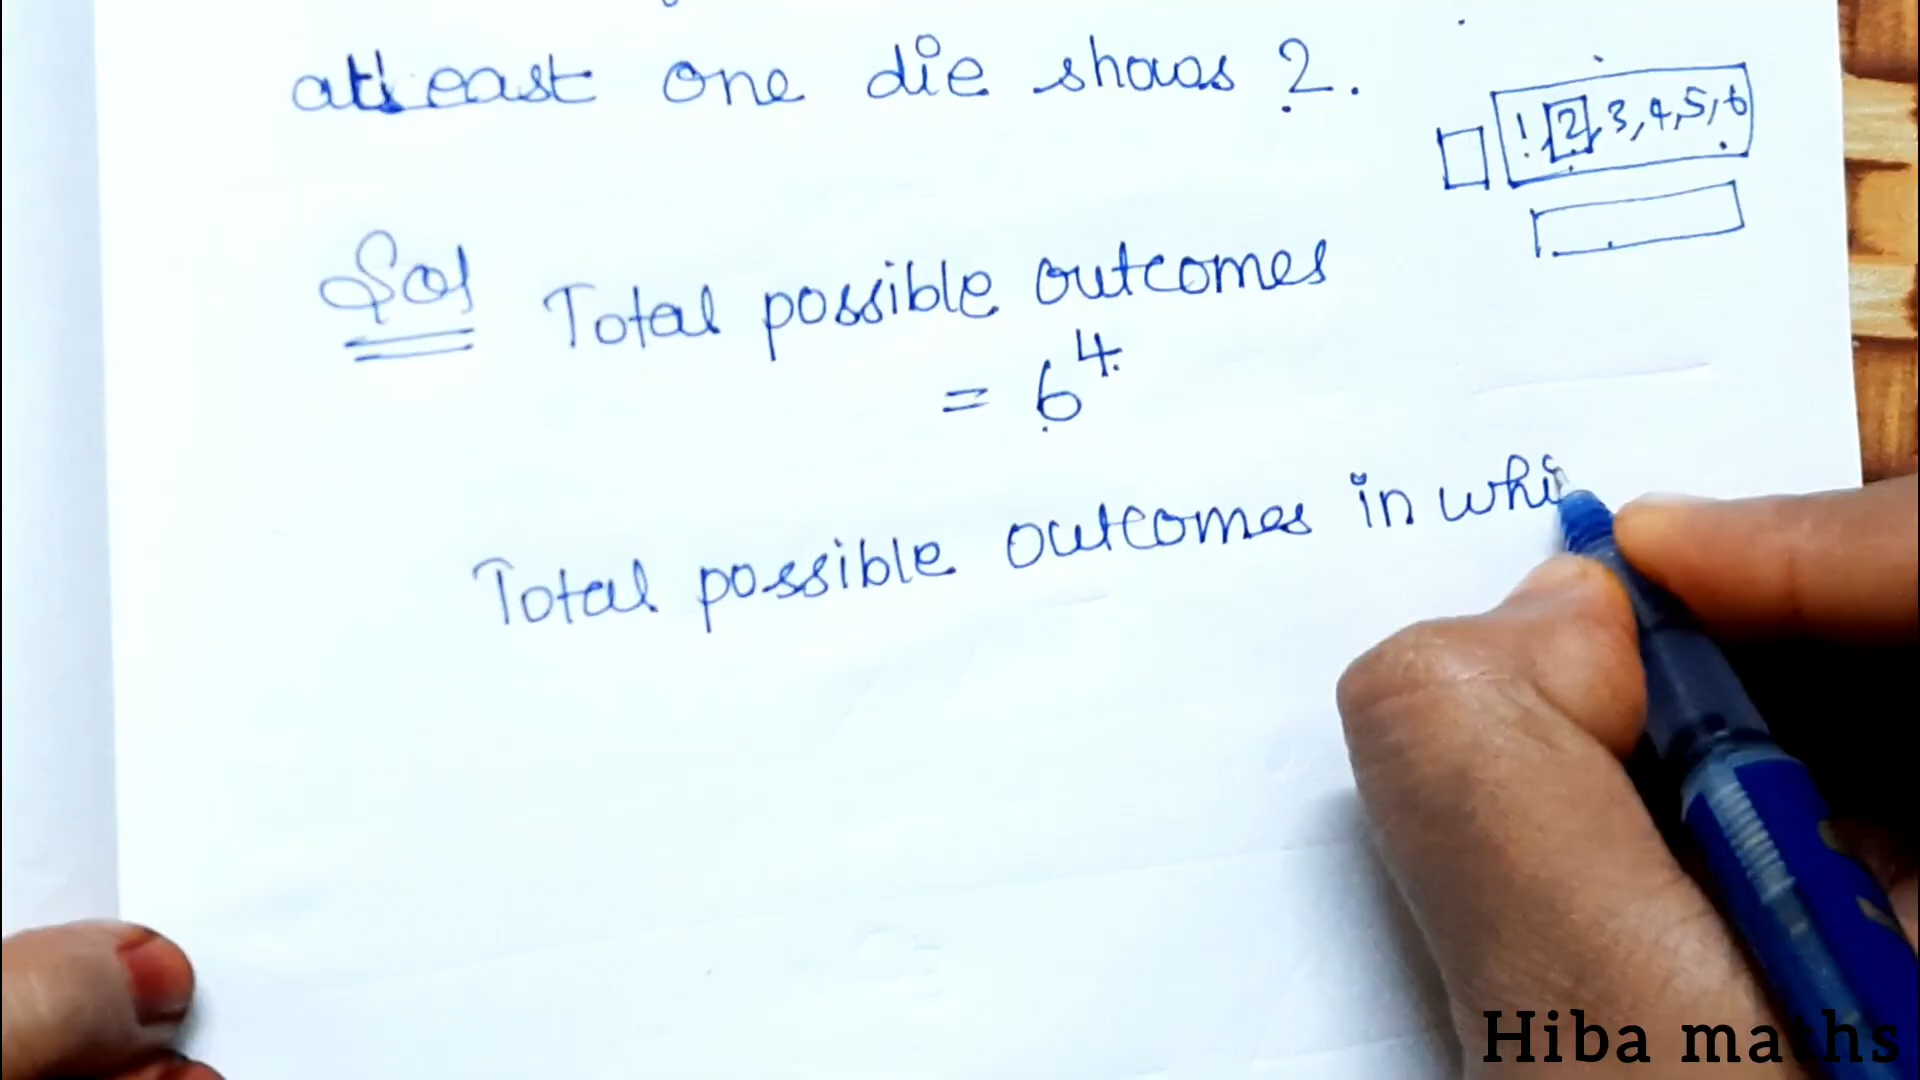 atleast one die shows 2.
1, 2, 3, 4, 5, 6
Sol Total possible outcomes
= 6⁴
Total possible outcomes in whi
Hiba maths